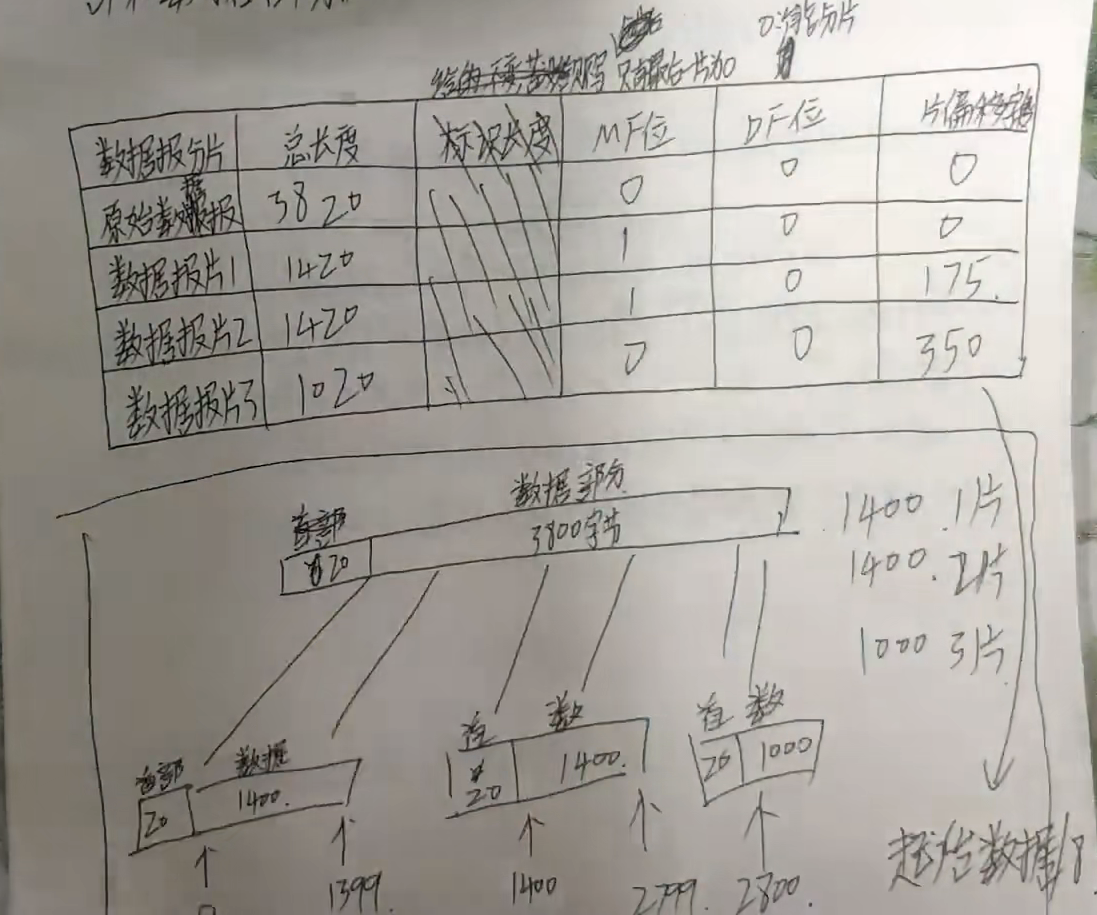 只有最后一片为0
数据报分片 总长度 标识长度 MF位 DF位 片偏移字段
原始数据报 3820 0 0 0
数据报片1 1420 1 0 0
数据报片2 1420 1 0 175.
数据报片3 1020 0 0 350
数据部分
首部 3800字节 1400 .1片
20 1400 .2片
1000 3片
首 数 首 数
首部 数据 20 1400. 20 1000
20 1400.
0 1399. 1400 2799. 2800.
起始数据/8